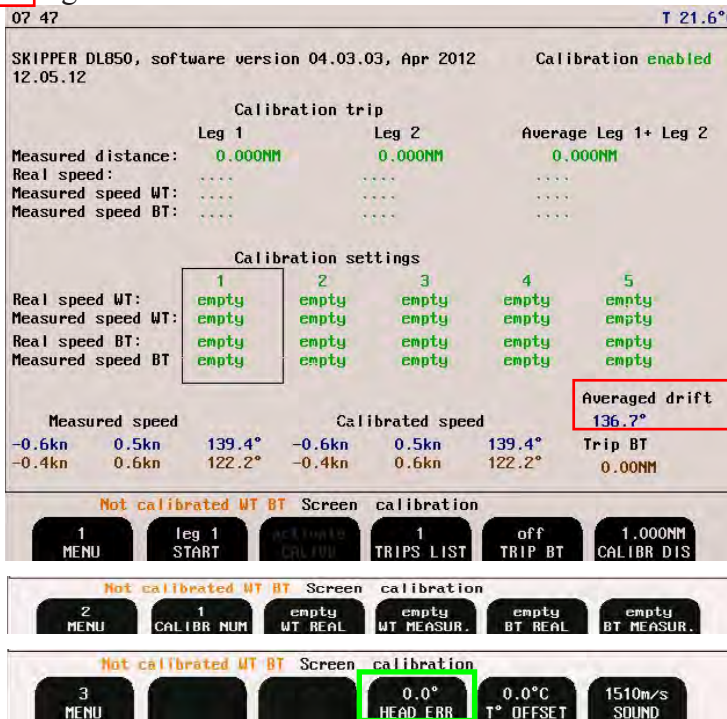 07 47 T 21.6°
SKIPPER DL850, software version 04.03.03, Apr 2012 Calibration enabled
12.05.12
Calibration trip
Leg 1 Leg 2 Average Leg 1+ Leg 2
Measured distance: 0.000NM 0.000NM 0.000NM
Real speed: .... .... ....
Measured speed WT: .... .... ....
Measured speed BT: .... .... ....
Calibration settings
1 2 3 4 5
Real speed WT: empty empty empty empty empty
Measured speed WT: empty empty empty empty empty
Real speed BT: empty empty empty empty empty
Measured speed BT empty empty empty empty empty
Averaged drift
Measured speed Calibrated speed 136.7°
-0.6kn 0.5kn 139.4° -0.6kn 0.5kn 139.4° Trip BT
-0.4kn 0.6kn 122.2° -0.4kn 0.6kn 122.2° 0.00NM
Not calibrated WT BT Screen calibration
1 leg 1 activate 1 off 1.000NM
MENU START TRIPS LIST TRIP BT CALIBR DIS
Not calibrated WT BT Screen calibration
2 1 empty empty empty empty
MENU CALIBR NUM WT REAL WT MEASUR. BT REAL BT MEASUR.
Not calibrated WT BT Screen calibration
3 0.0° 0.0°C 1510m/s
MENU HEAD ERR T° OFFSET SOUND